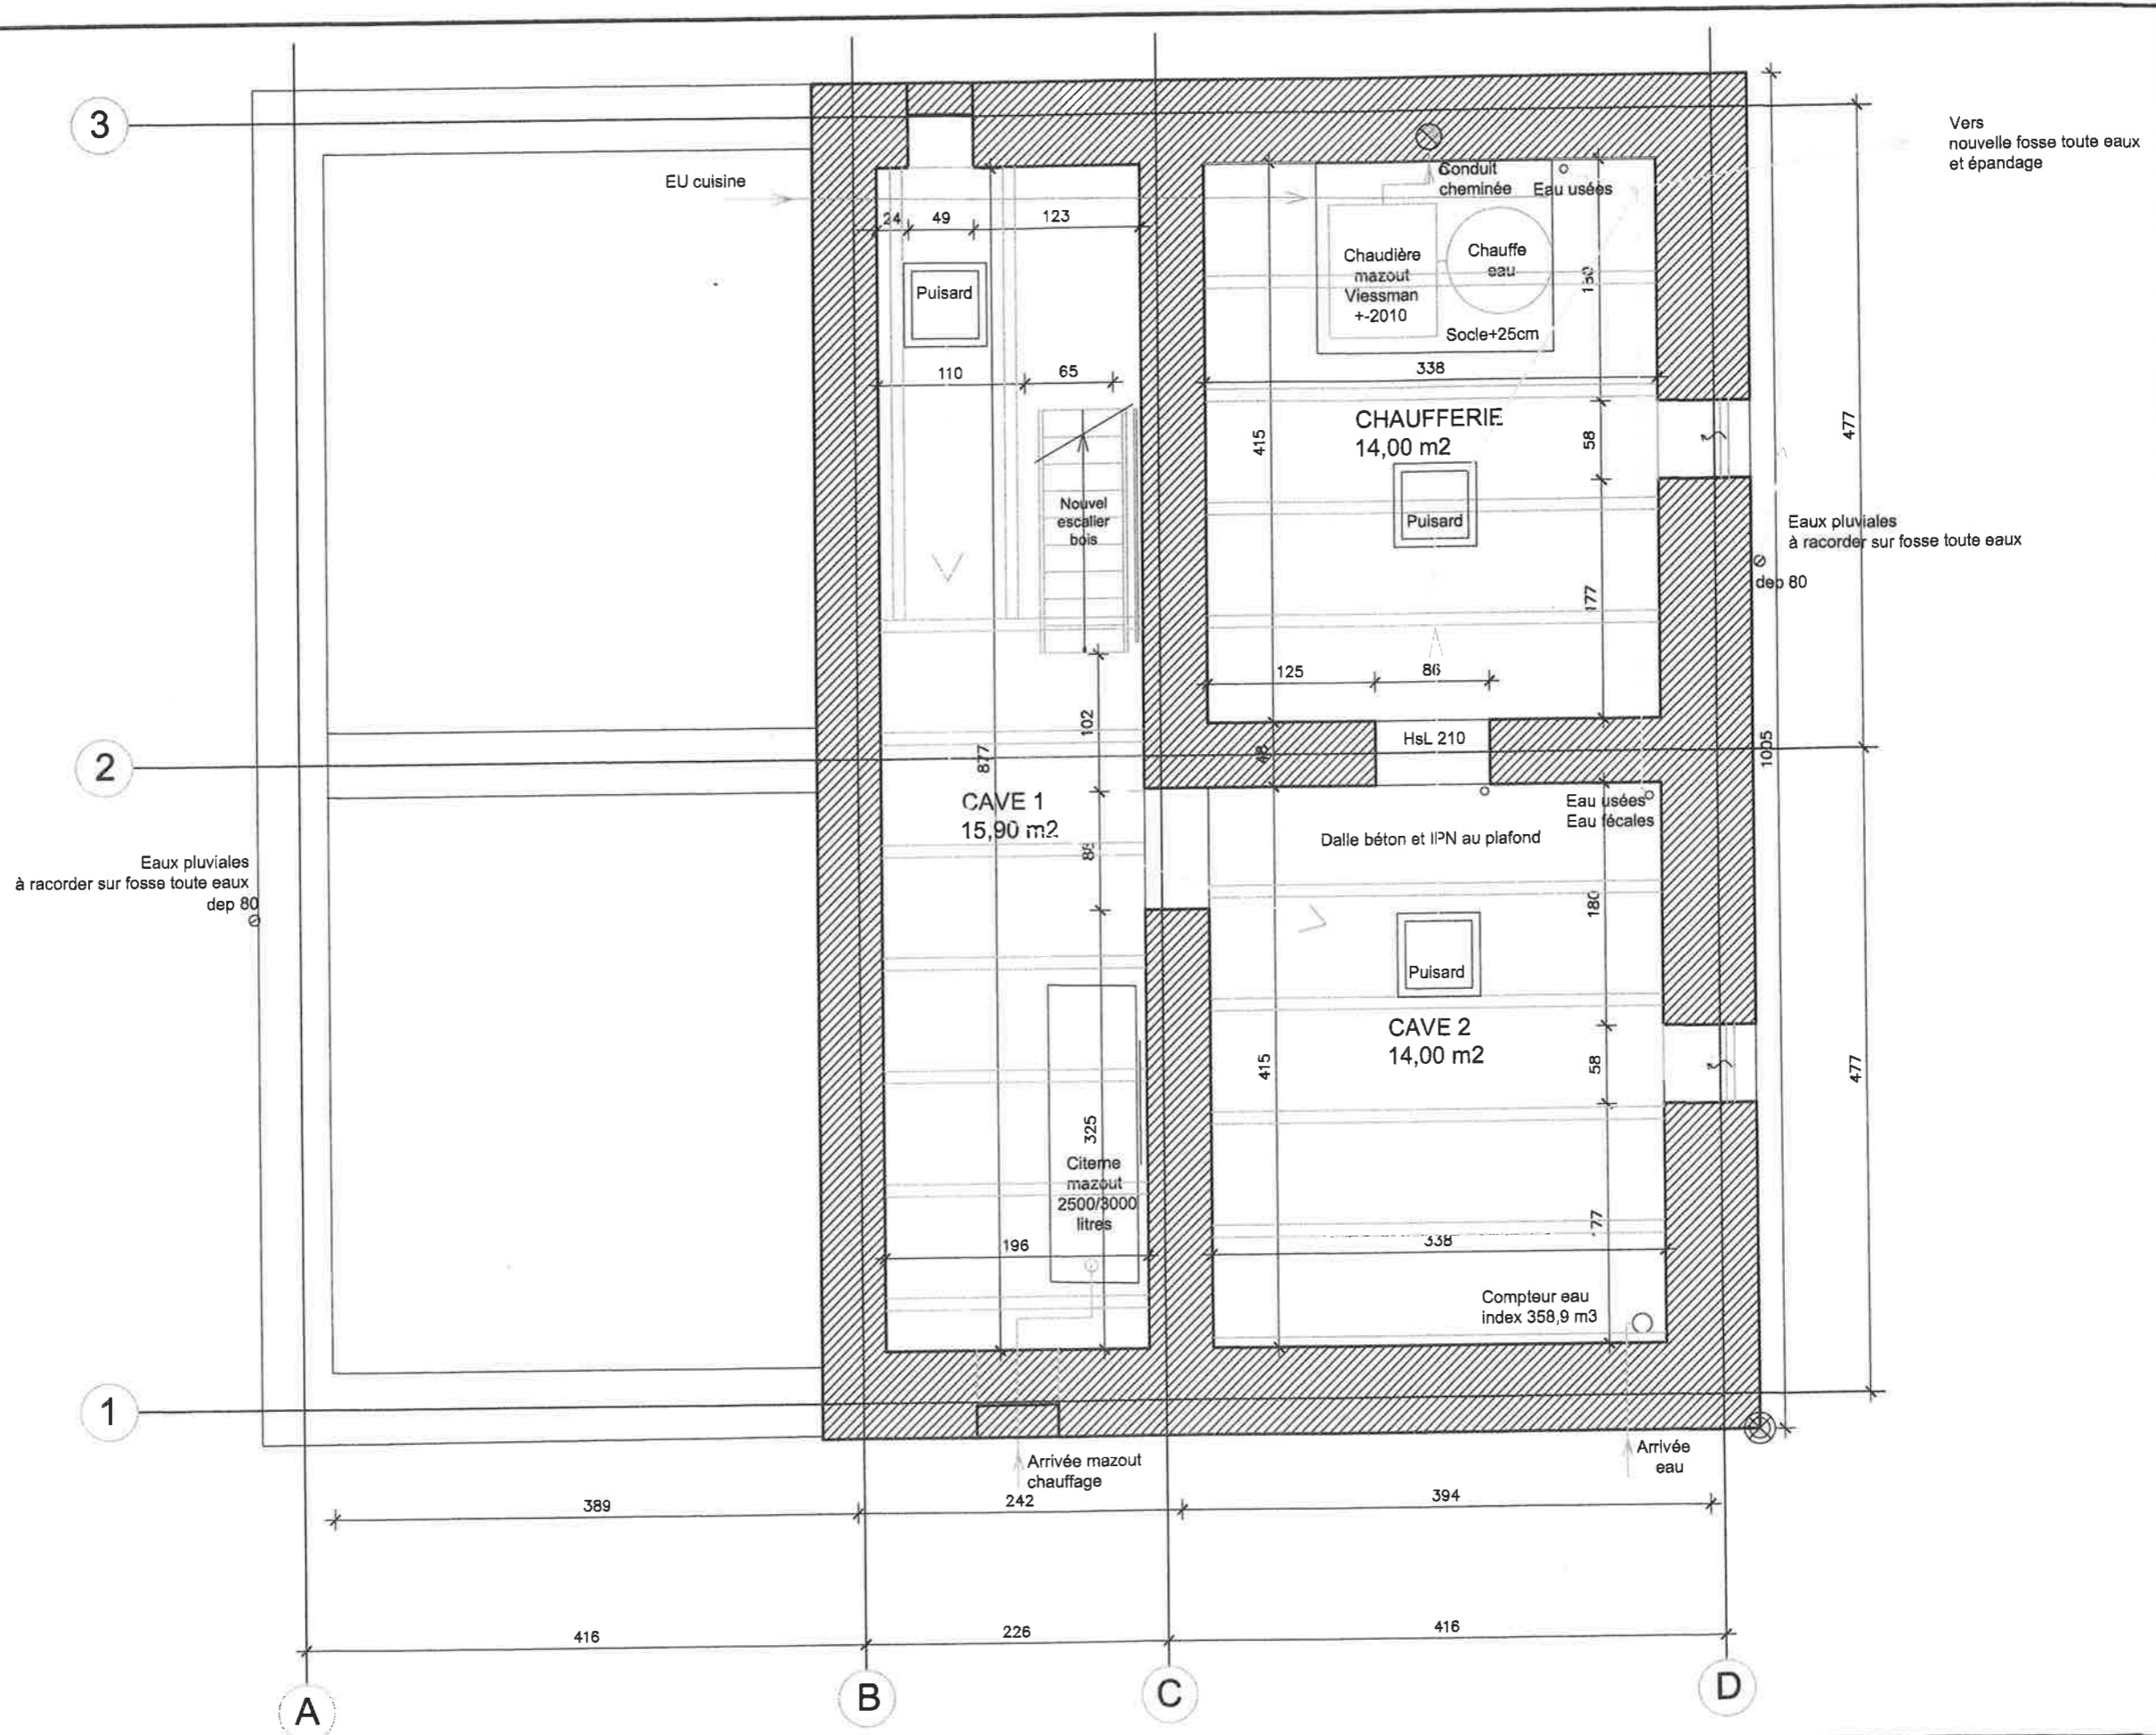 3
Vers
nouvelle fosse toute eaux
et épandage
EU cuisine
Conduit
cheminée
Eau usées
24
49
123
Puisard
Chaudière
mazout
Viessman
+-2010
Chauffe
eau
Socle+25cm
110
65
338
CHAUFFERIE
14,00 m2
415
58
477
Nouvel
escalier
bois
Puisard
Eaux pluviales
à racorder sur fosse toute eaux
dep 80
177
125
86
102
HsL 210
48
2
877
1005
CAVE 1
15,90 m2
Eau usées
Eau fécales
Dalle béton et IPN au plafond
Eaux pluviales
à racorder sur fosse toute eaux
dep 80
180
Puisard
CAVE 2
14,00 m2
415
58
477
325
Citerne
mazout
2500/3000
litres
196
338
Compteur eau
index 358,9 m3
1
Arrivée mazout
chauffage
Arrivée
eau
389
242
394
416
226
416
A
B
C
D